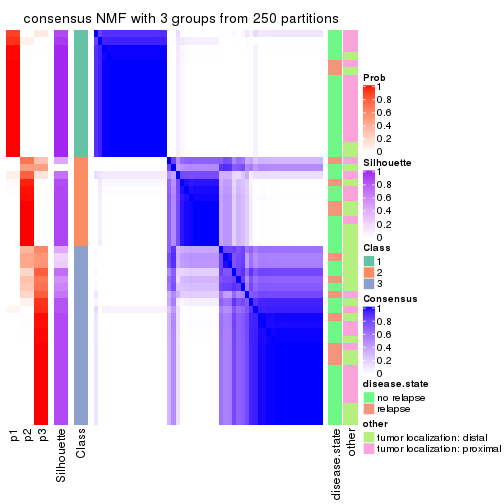 consensus NMF with 3 groups from 250 partitions
Prob
1
0.8
0.6
0.4
0.2
0
Silhouette
1
0.8
0.6
0.4
0.2
0
Class
1
2
3
Consensus
1
0.8
0.6
0.4
0.2
0
disease.state
no relapse
relapse
other
tumor localization: distal
tumor localization: proximal
p1
p2
p3
Silhouette
Class
disease.state
other